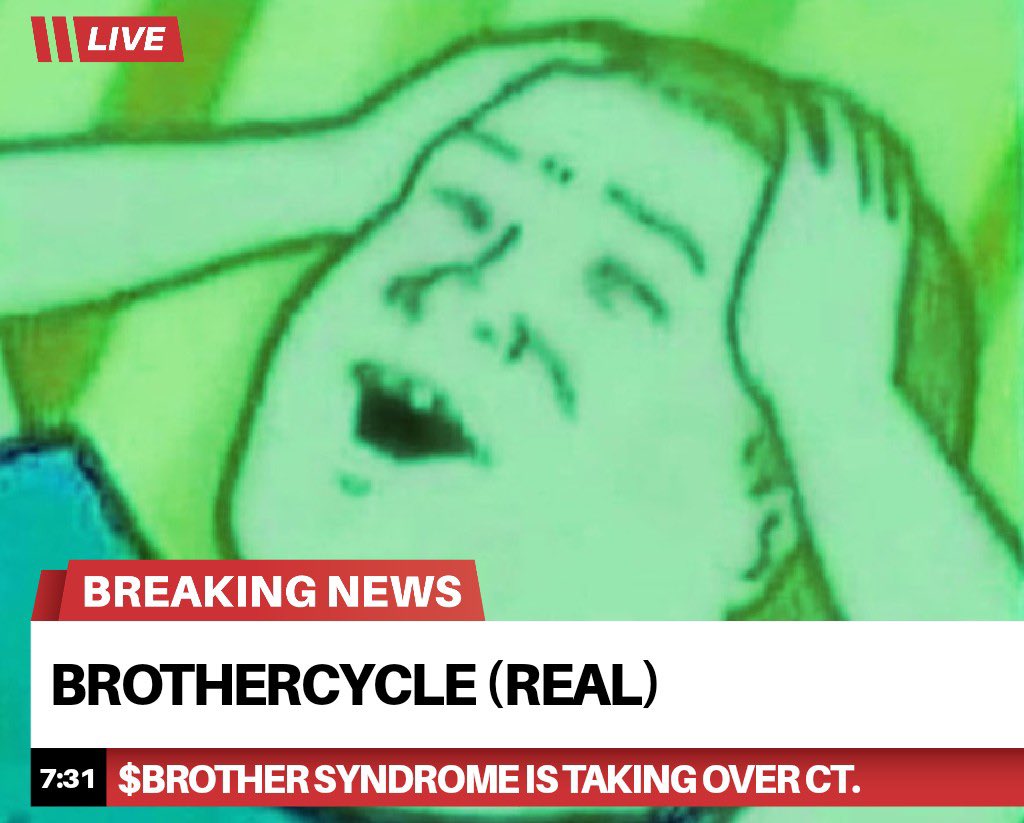 LIVE
BREAKING NEWS
BROTHERCYCLE (REAL)
7:31 $BROTHER SYNDROME IS TAKING OVER CT.